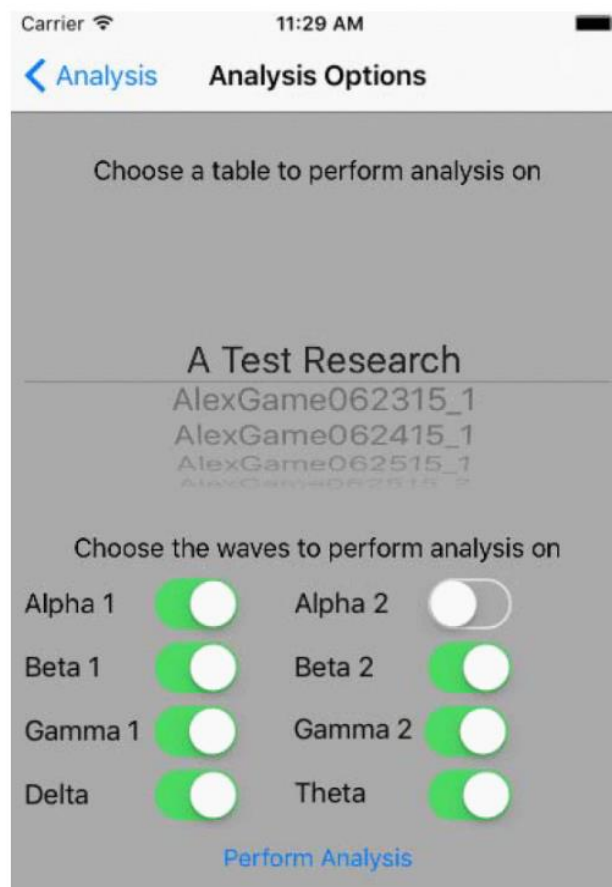 Carrier 11:29 AM
Analysis Analysis Options
Choose a table to perform analysis on
A Test Research
AlexGame062315_1
AlexGame062415_1
AlexGame062515_1
AlexGame062515_2
Choose the waves to perform analysis on
Alpha 1 Alpha 2
Beta 1 Beta 2
Gamma 1 Gamma 2
Delta Theta
Perform Analysis